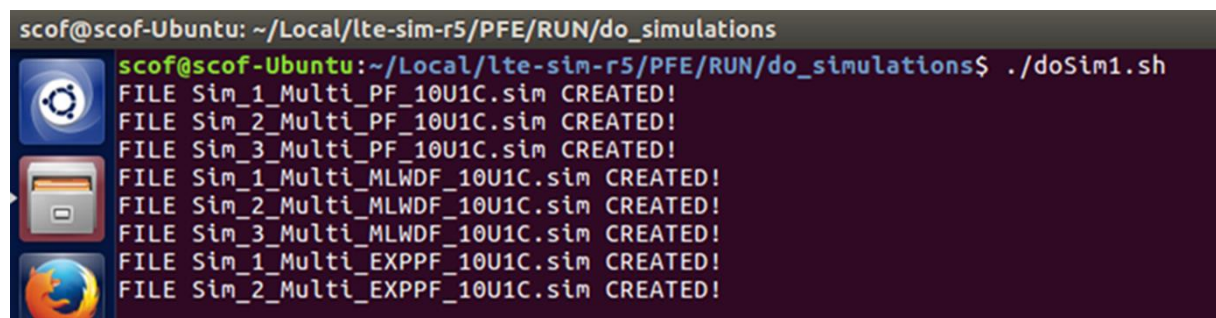 scof@scof-Ubuntu: ~/Local/lte-sim-r5/PFE/RUN/do_simulations
scof@scof-Ubuntu:~/Local/lte-sim-r5/PFE/RUN/do_simulations$ ./doSim1.sh
FILE Sim_1_Multi_PF_10U1C.sim CREATED!
FILE Sim_2_Multi_PF_10U1C.sim CREATED!
FILE Sim_3_Multi_PF_10U1C.sim CREATED!
FILE Sim_1_Multi_MLWDF_10U1C.sim CREATED!
FILE Sim_2_Multi_MLWDF_10U1C.sim CREATED!
FILE Sim_3_Multi_MLWDF_10U1C.sim CREATED!
FILE Sim_1_Multi_EXPPF_10U1C.sim CREATED!
FILE Sim_2_Multi_EXPPF_10U1C.sim CREATED!